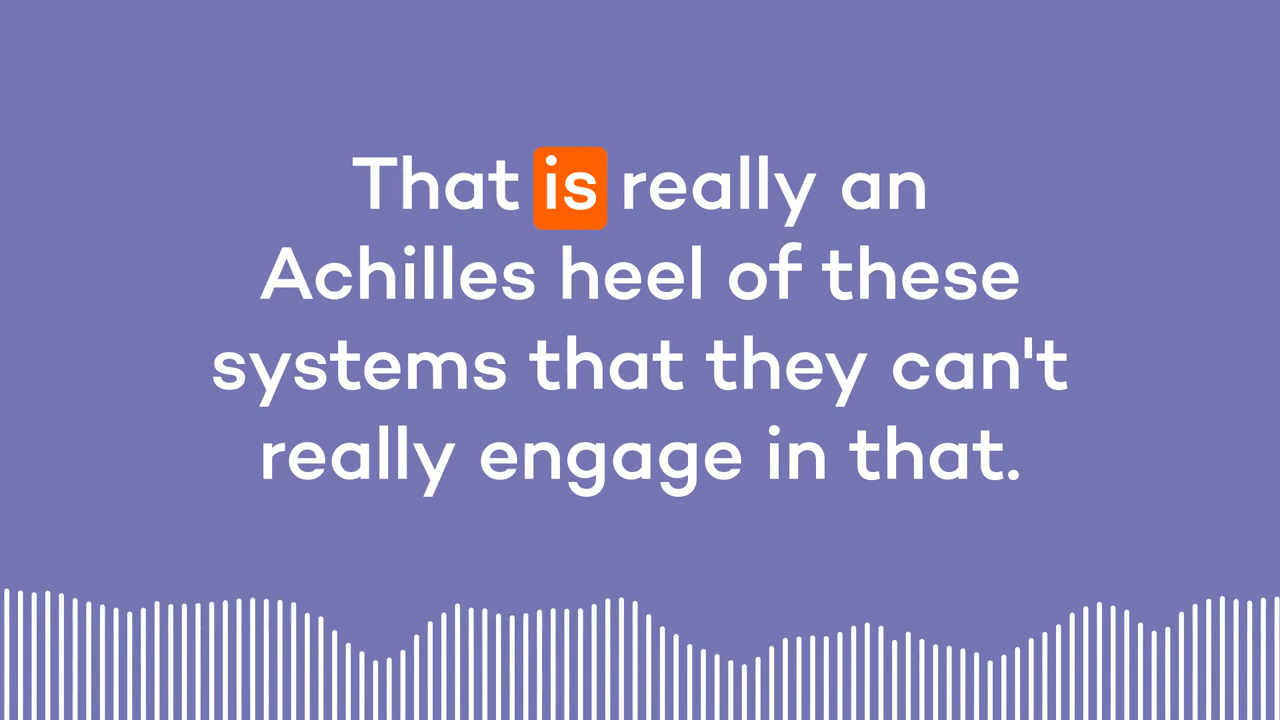 That is really an
Achilles heel of these
systems that they can't
really engage in that.